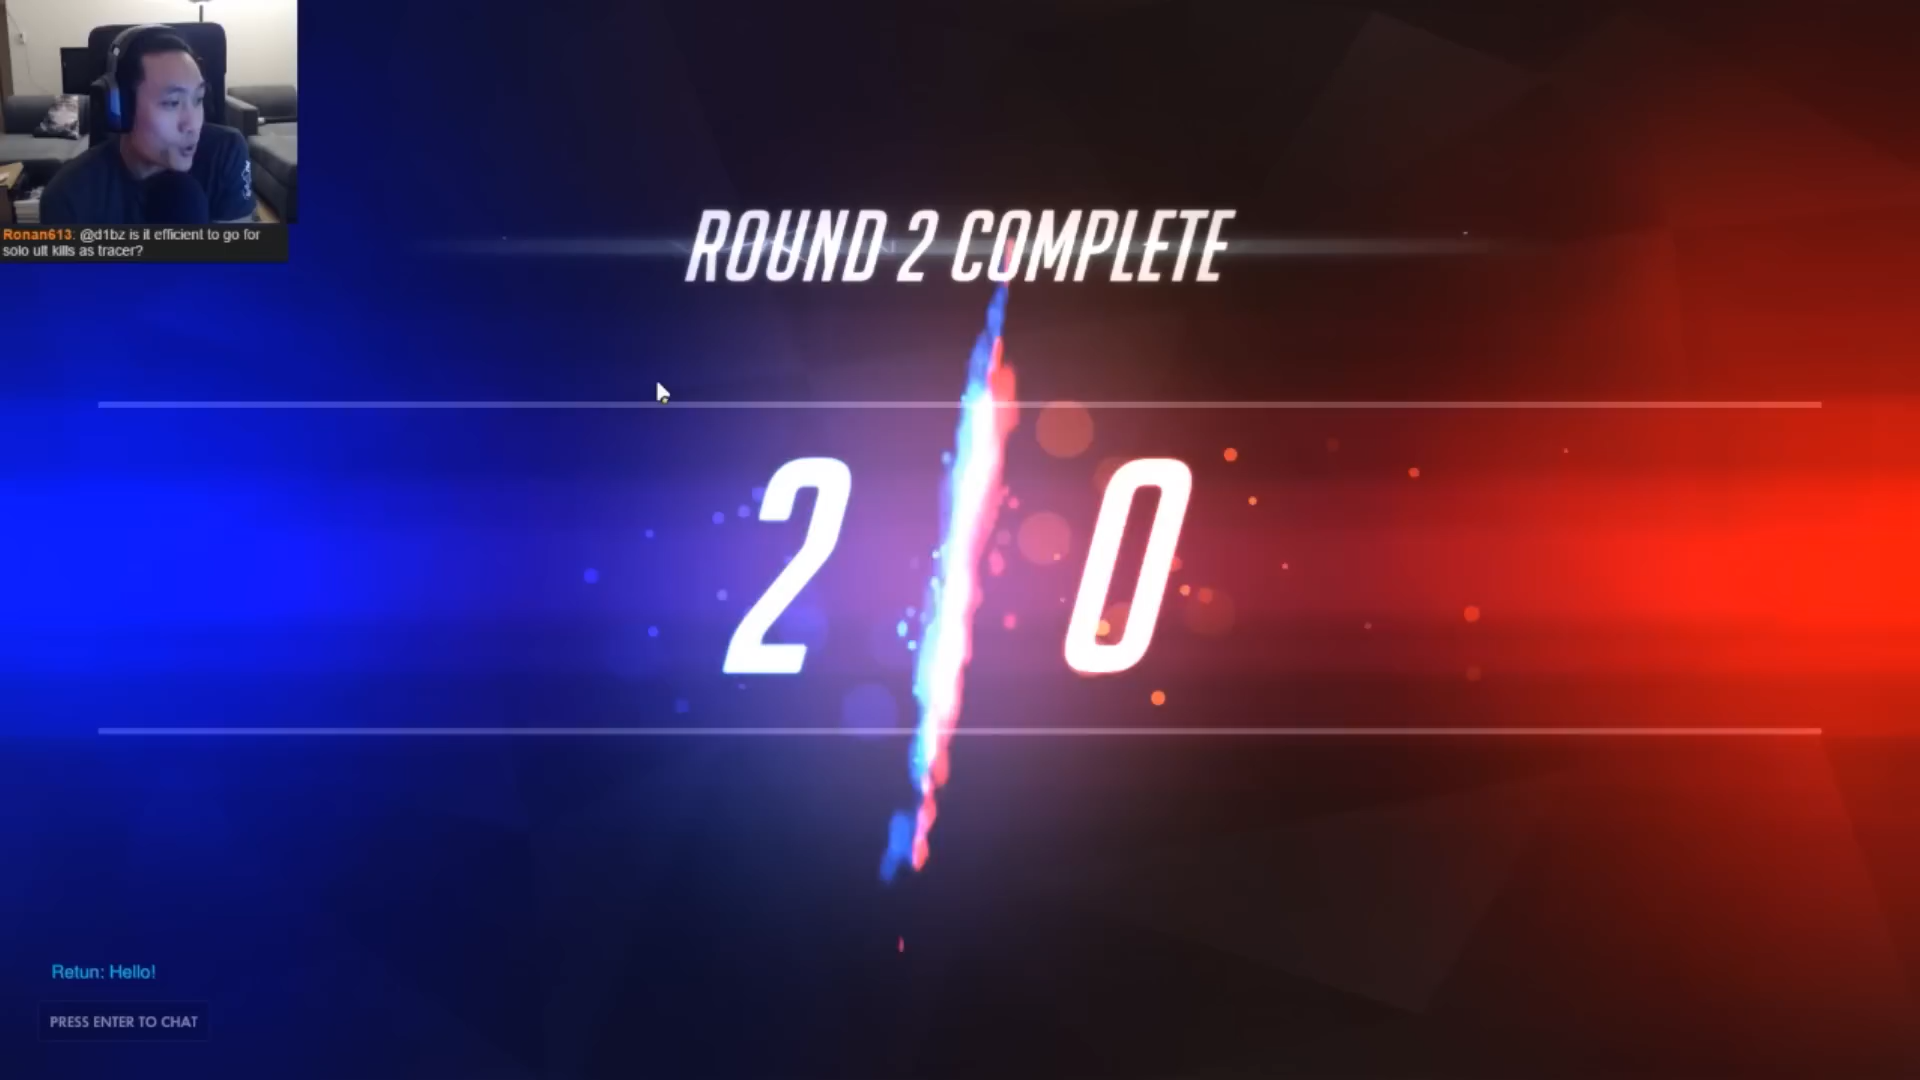 Ronan613: @d1bz is it efficient to go for
solo ult kills as tracer?
ROUND 2 COMPLETE
2 0
Retun: Hello!
PRESS ENTER TO CHAT